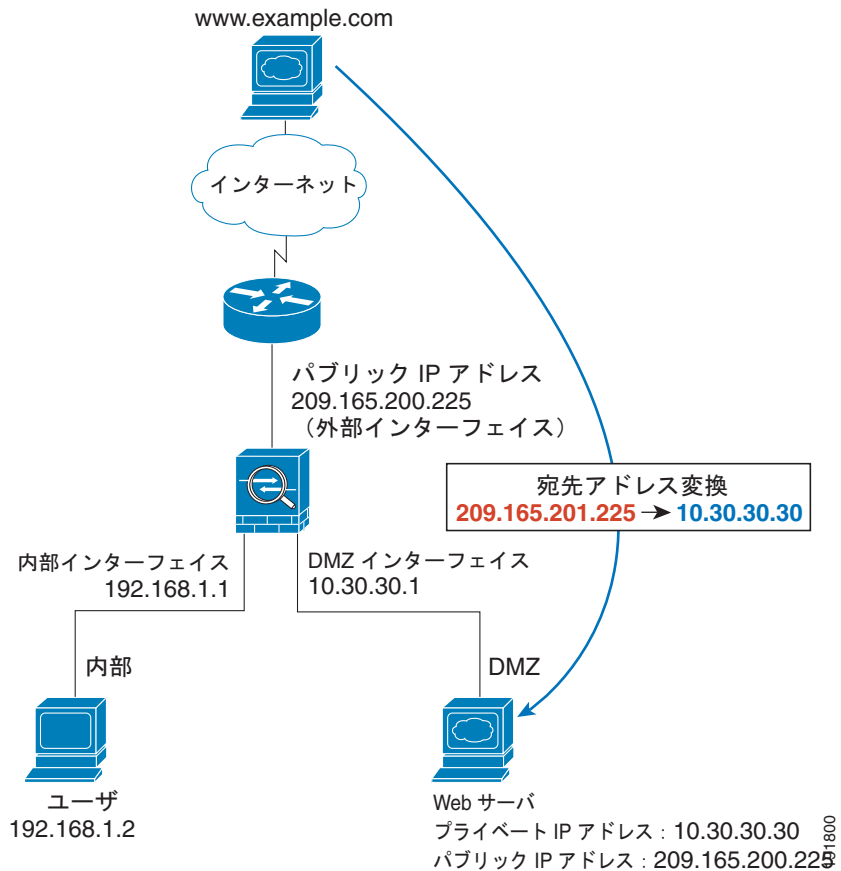 www.example.com
インターネット
パブリック IP アドレス
209.165.200.225
（外部インターフェイス）
宛先アドレス変換
209.165.201.225 → 10.30.30.30
内部インターフェイス
192.168.1.1
DMZ インターフェイス
10.30.30.1
内部
DMZ
ユーザ
192.168.1.2
Web サーバ
プライベート IP アドレス：10.30.30.30
パブリック IP アドレス：209.165.200.225